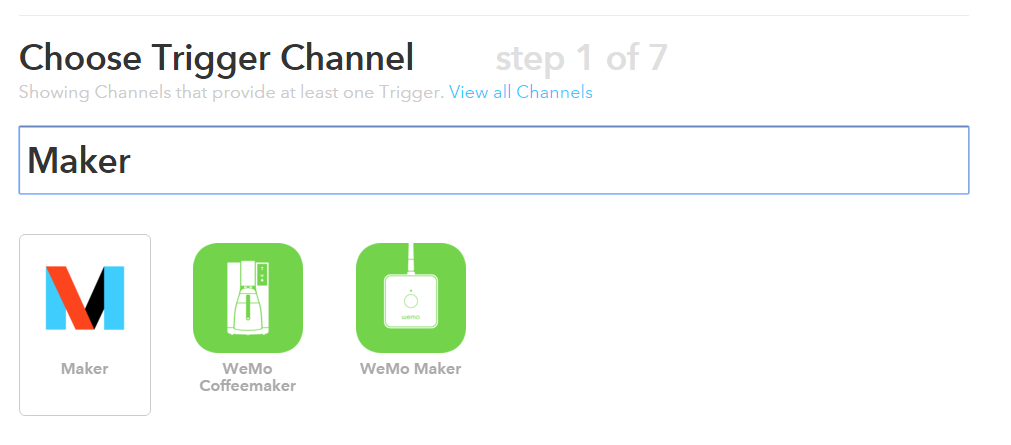 Choose Trigger Channel step 1 of 7
Showing Channels that provide at least one Trigger. View all Channels
Maker
Maker
WeMo
Coffeemaker
WeMo Maker
wemo